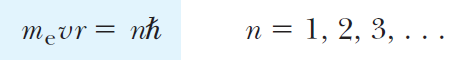 mₑvr = nℏ    n = 1, 2, 3, . . .